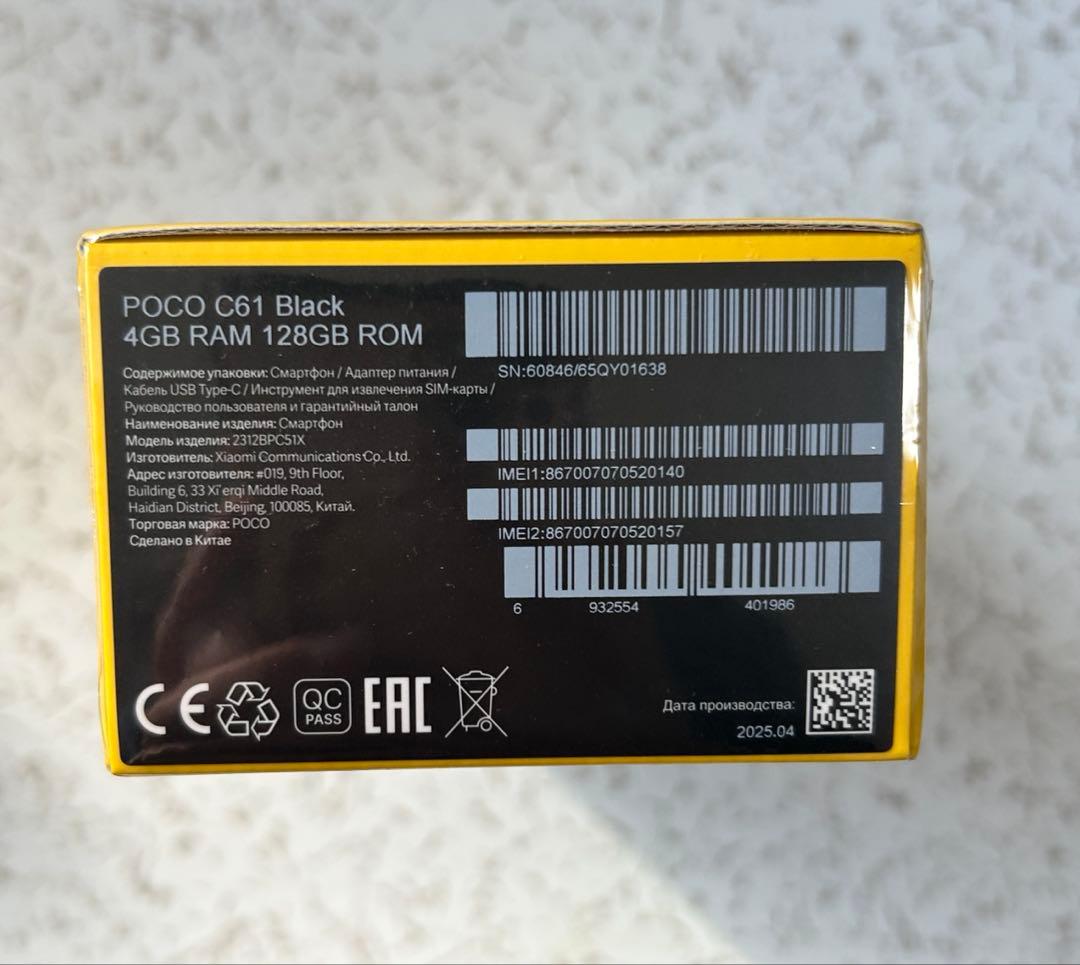 POCO C61 Black
4GB RAM 128GB ROM
Содержимое упаковки: Смартфон / Адаптер питания /
Кабель USB Type-C / Инструмент для извлечения SIM-карты /
Руководство пользователя и гарантийный талон
Наименование изделия: Смартфон
Модель изделия: 2312BPC51X
Изготовитель: Xiaomi Communications Co., Ltd.
Адрес изготовителя: #019, 9th Floor,
Building 6, 33 Xi'erqi Middle Road,
Haidian District, Beijing, 100085, Китай.
Торговая марка: POCO
Сделано в Китае
SN:60846/65QY01638
IMEI1:867007070520140
IMEI2:867007070520157
6 932554 401986
CE
QC
PASS
EAC
Дата производства:
2025.04